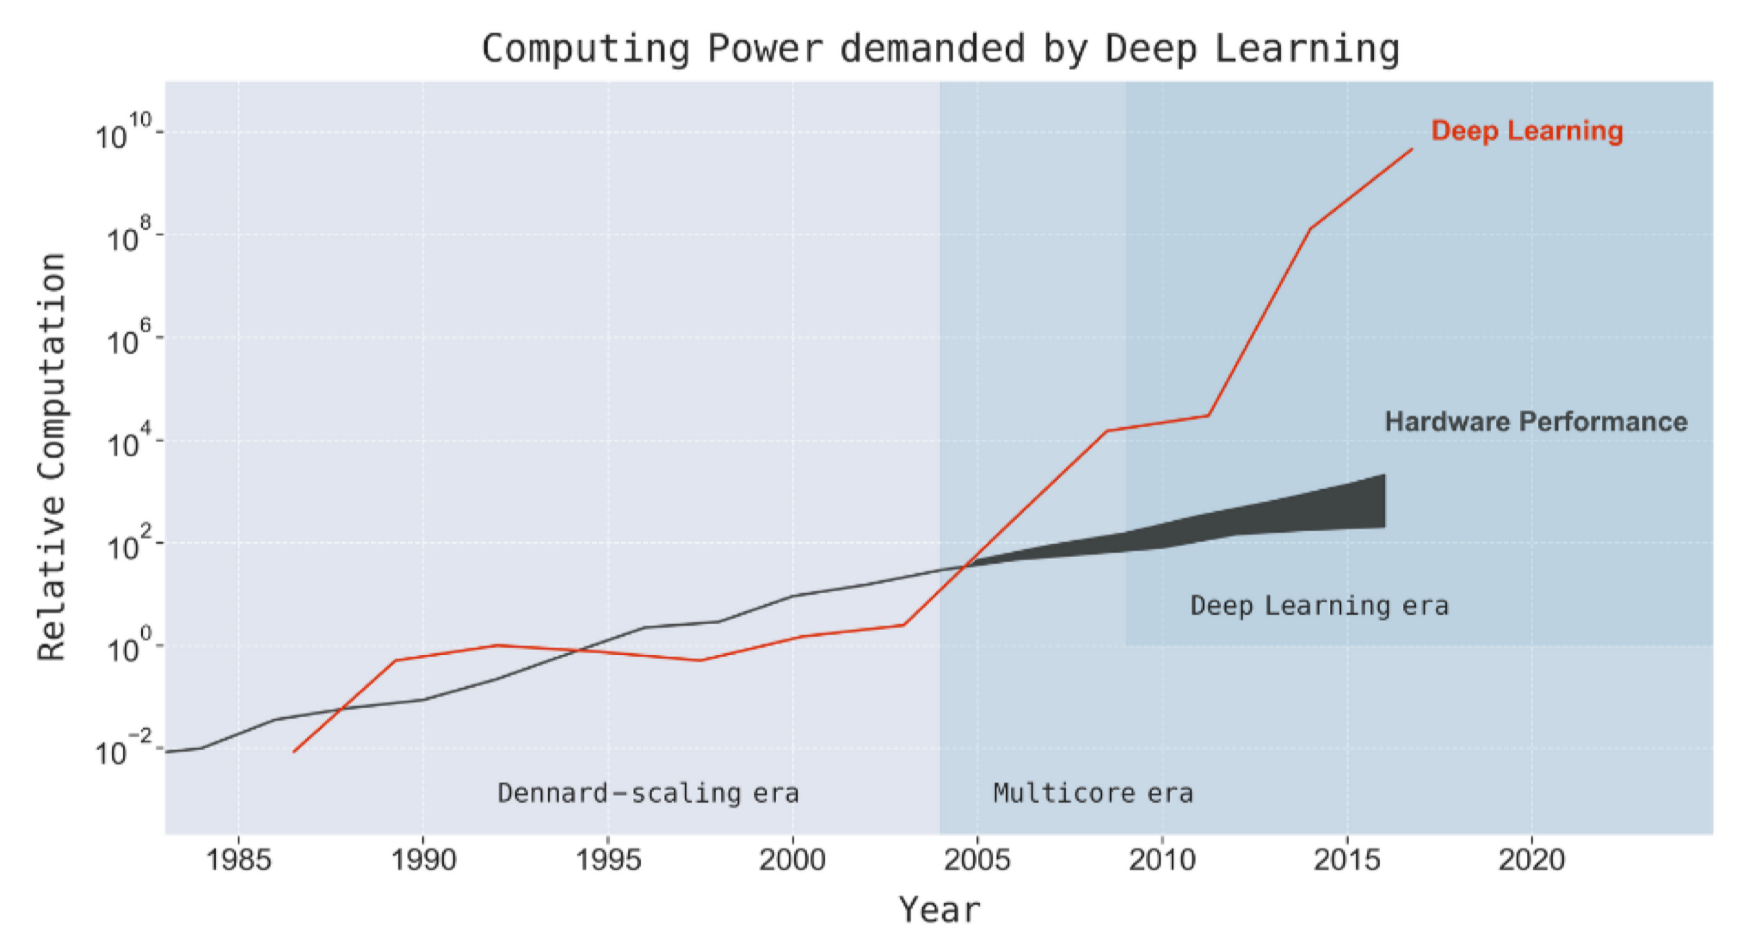 Computing Power demanded by Deep Learning
Relative Computation
10^10
10^8
10^6
10^4
10^2
10^0
10^−2
Deep Learning
Hardware Performance
Deep Learning era
Dennard−scaling era
Multicore era
1985 1990 1995 2000 2005 2010 2015 2020
Year